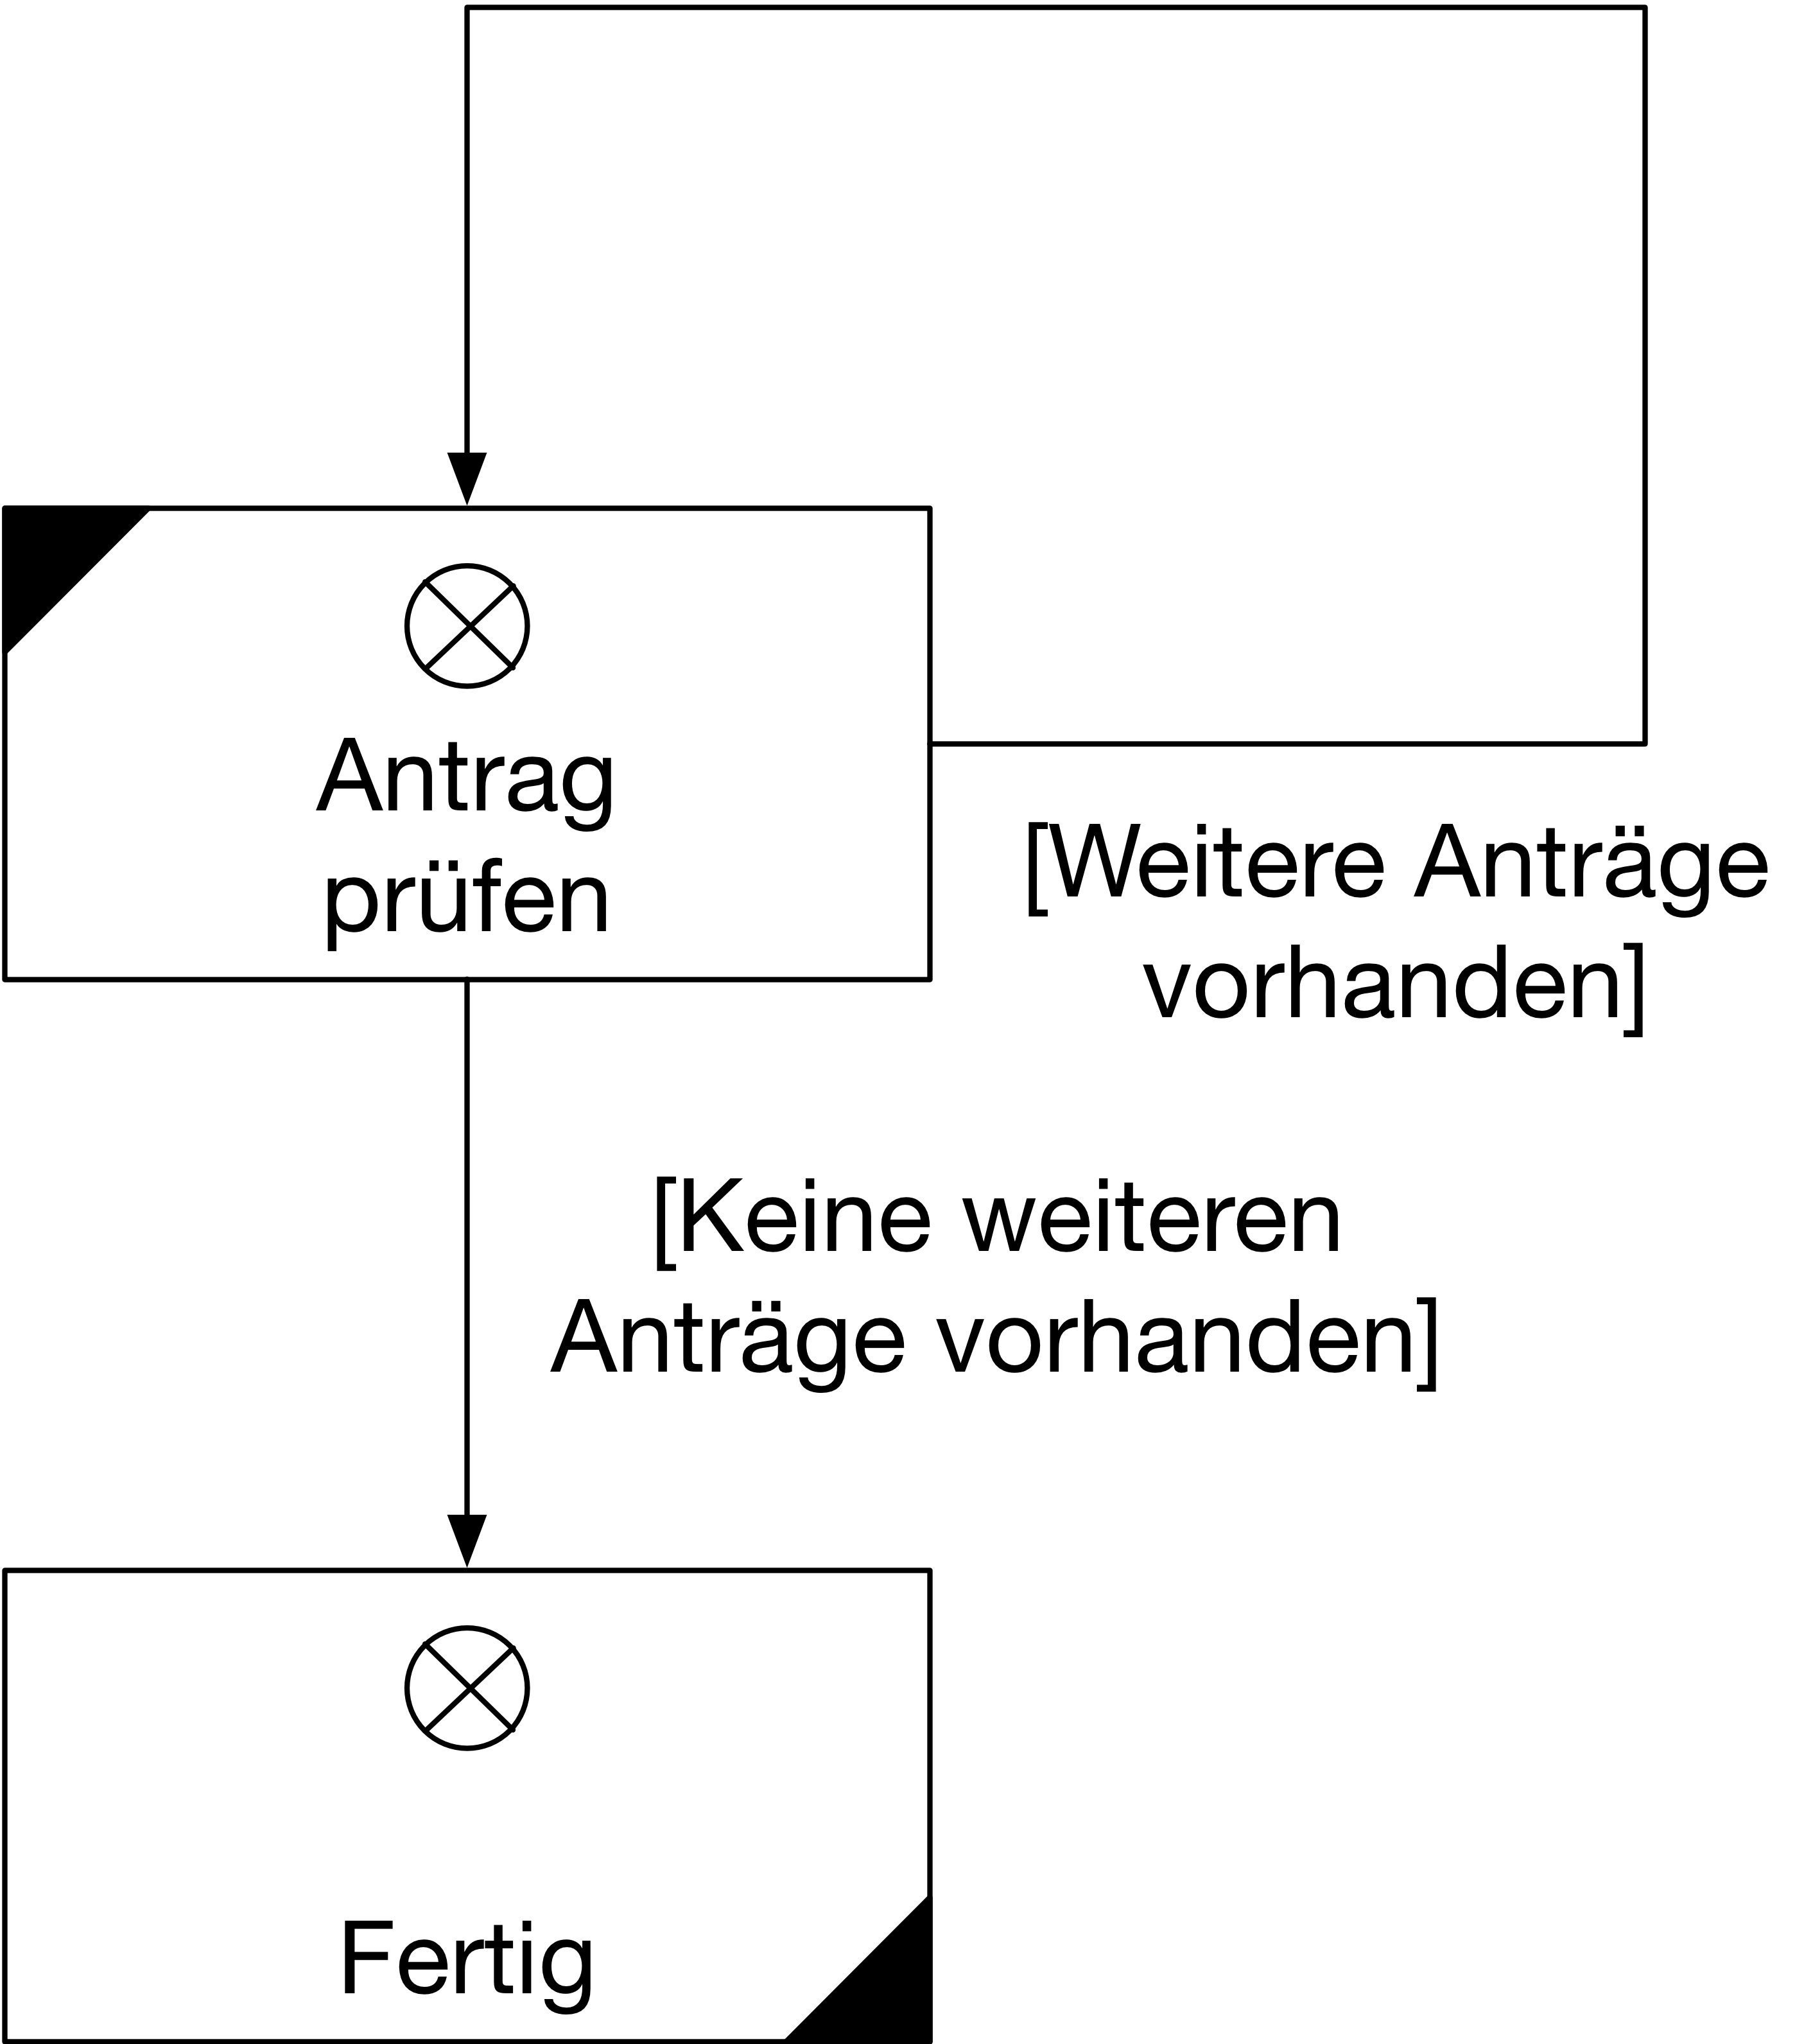 Antrag
prüfen
[Weitere Anträge
vorhanden]
[Keine weiteren
Anträge vorhanden]
Fertig